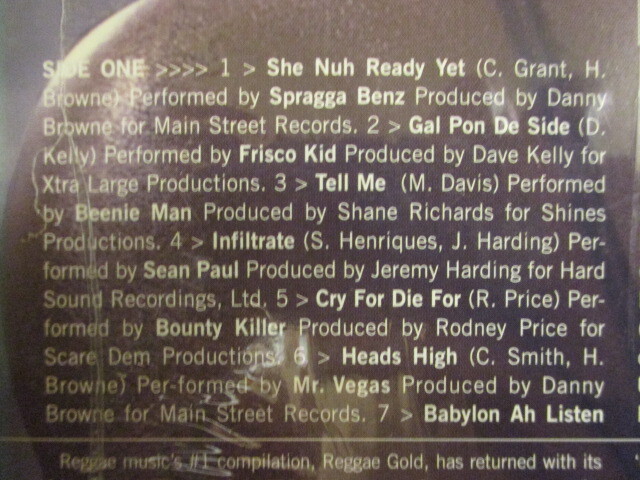 SIDE ONE >>>> 1 > She Nuh Ready Yet (C. Grant, H.
Browne) Performed by Spragga Benz Produced by Danny
Browne for Main Street Records. 2 > Gal Pon De Side (D.
Kelly) Performed by Frisco Kid Produced by Dave Kelly for
Xtra Large Productions. 3 > Tell Me (M. Davis) Performed
by Beenie Man Produced by Shane Richards for Shines
Productions. 4 > Infiltrate (S. Henriques, J. Harding) Per-
formed by Sean Paul Produced by Jeremy Harding for Hard
Sound Recordings, Ltd. 5 > Cry For Die For (R. Price) Per-
formed by Bounty Killer Produced by Rodney Price for
Scare Dem Productions. 6 > Heads High (C. Smith, H.
Browne) Per-formed by Mr. Vegas Produced by Danny
Browne for Main Street Records. 7 > Babylon Ah Listen
Reggae music's #1 compilation, Reggae Gold, has returned with its